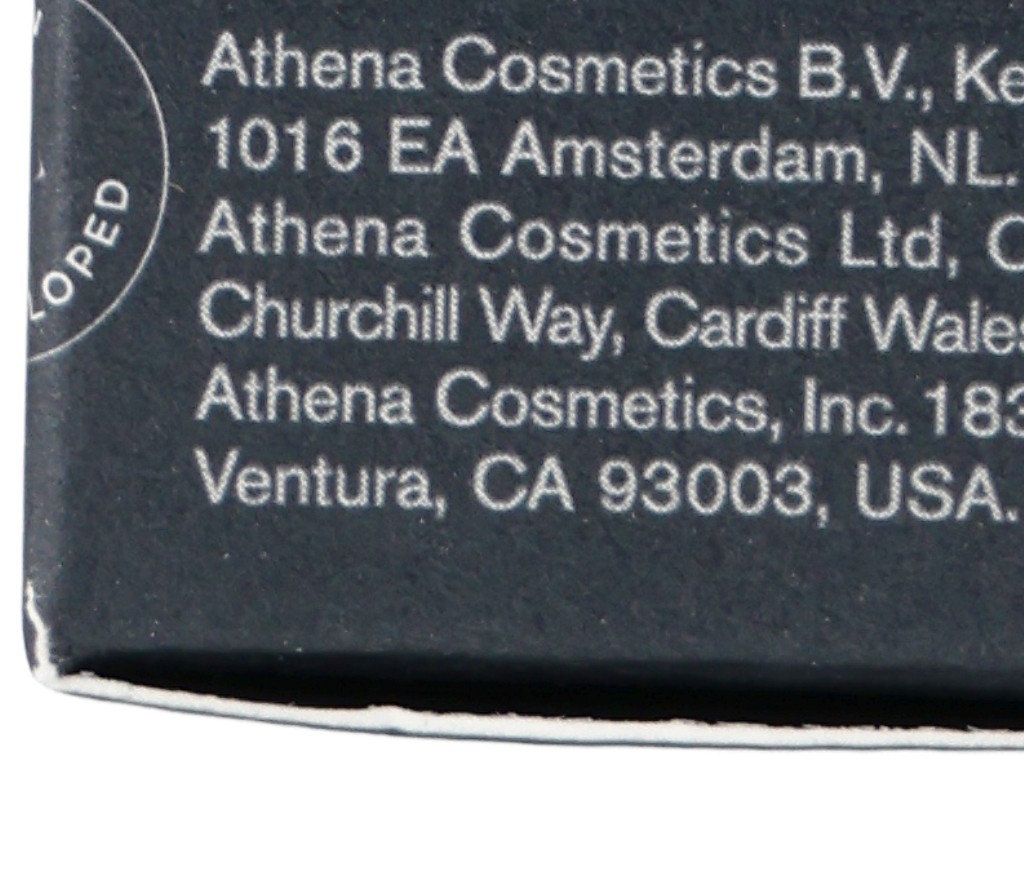 Athena Cosmetics B.V., Ke
1016 EA Amsterdam, NL.
Athena Cosmetics Ltd, C
Churchill Way, Cardiff Wales
Athena Cosmetics, Inc. 183
Ventura, CA 93003, USA.
LOPED